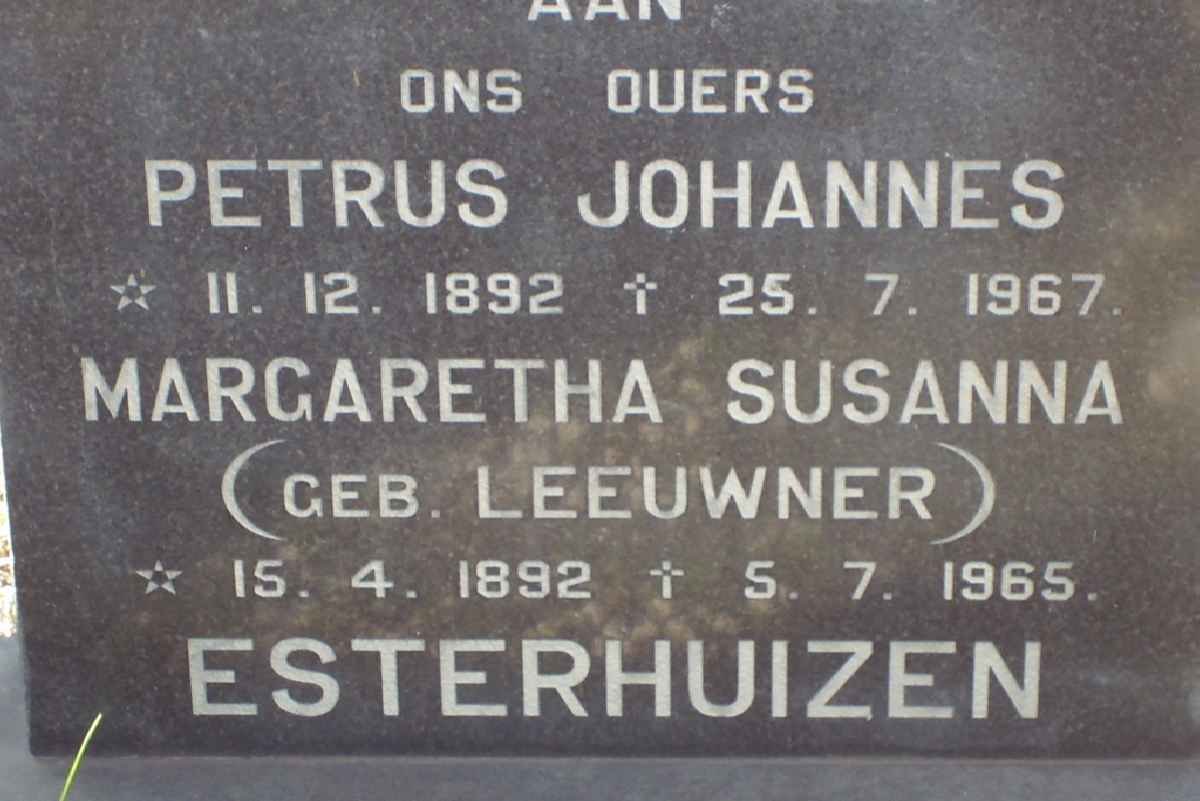 AAN
ONS OUERS
PETRUS JOHANNES
☆ 11. 12. 1892 † 25. 7. 1967.
MARGARETHA SUSANNA
(GEB. LEEUWNER)
☆ 15. 4. 1892 † 5. 7. 1965.
ESTERHUIZEN